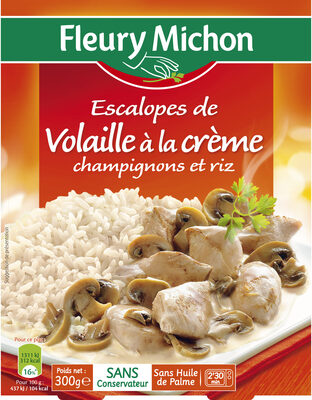 Fleury Michon
Escalopes de
Volaille à la crème
champignons et riz
Suggestion de présentation
Pour ce plat :
1311 kJ
312 kcal
16%
Pour 100 g :
437 kJ / 104 kcal
Poids net :
300g e
SANS
Conservateur
Sans Huile
de Palme
2'30